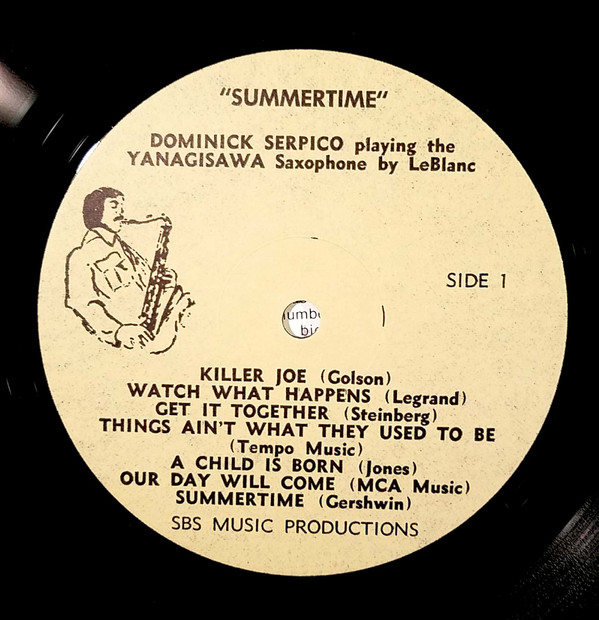 "SUMMERTIME"
DOMINICK SERPICO playing the
YANAGISAWA Saxophone by LeBlanc
SIDE 1
KILLER JOE (Golson)
WATCH WHAT HAPPENS (Legrand)
GET IT TOGETHER (Steinberg)
THINGS AIN'T WHAT THEY USED TO BE
(Tempo Music)
A CHILD IS BORN (Jones)
OUR DAY WILL COME (MCA Music)
SUMMERTIME (Gershwin)
SBS MUSIC PRODUCTIONS